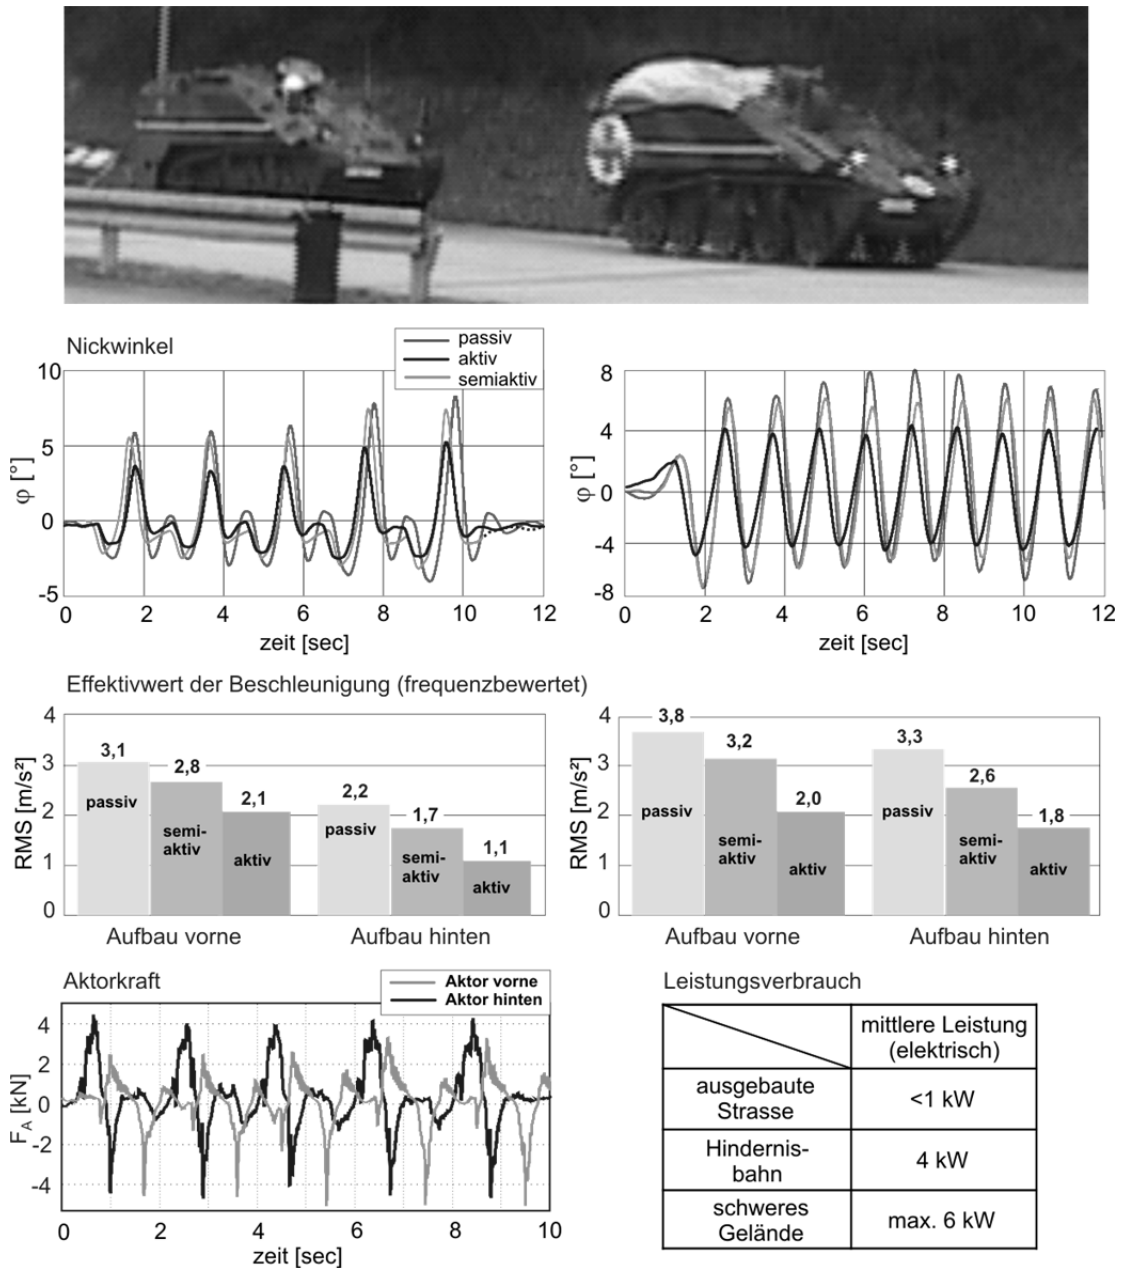 Nickwinkel
passiv
aktiv
semiaktiv
10
5
0
-5
φ [°]
0 2 4 6 8 10 12
zeit [sec]
8
4
0
-4
-8
φ [°]
0 2 4 6 8 10 12
zeit [sec]
Effektivwert der Beschleunigung (frequenzbewertet)
4
3
2
1
0
RMS [m/s²]
3,1
2,8
2,1
2,2
1,7
1,1
passiv
semi-
aktiv
aktiv
passiv
semi-
aktiv
aktiv
Aufbau vorne Aufbau hinten
4
3
2
1
0
RMS [m/s²]
3,8
3,2
2,0
3,3
2,6
1,8
passiv
semi-
aktiv
aktiv
passiv
semi-
aktiv
aktiv
Aufbau vorne Aufbau hinten
Aktorkraft
Aktor vorne
Aktor hinten
4
2
0
-2
-4
F_A [kN]
0 2 4 6 8 10
zeit [sec]
Leistungsverbrauch
mittlere Leistung
(elektrisch)
ausgebaute
Strasse
<1 kW
Hindernis-
bahn
4 kW
schweres
Gelände
max. 6 kW